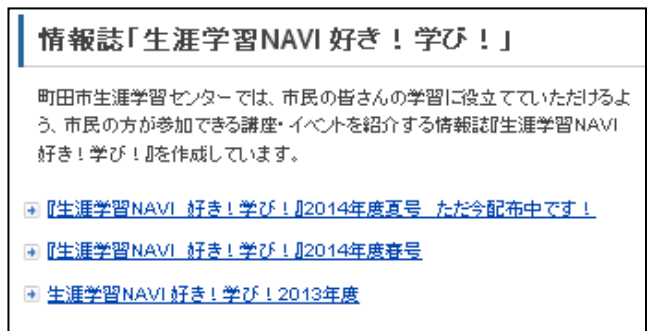 情報誌「生涯学習NAVI 好き！学び！」
町田市生涯学習センターでは、市民の皆さんの学習に役立てていただけるよ
う、市民の方が参加できる講座・イベントを紹介する情報誌『生涯学習NAVI
好き！学び！』を作成しています。
『生涯学習NAVI　好き！学び！』2014年度夏号　ただ今配布中です！
『生涯学習NAVI　好き！学び！』2014年度春号
生涯学習NAVI 好き！学び！2013年度